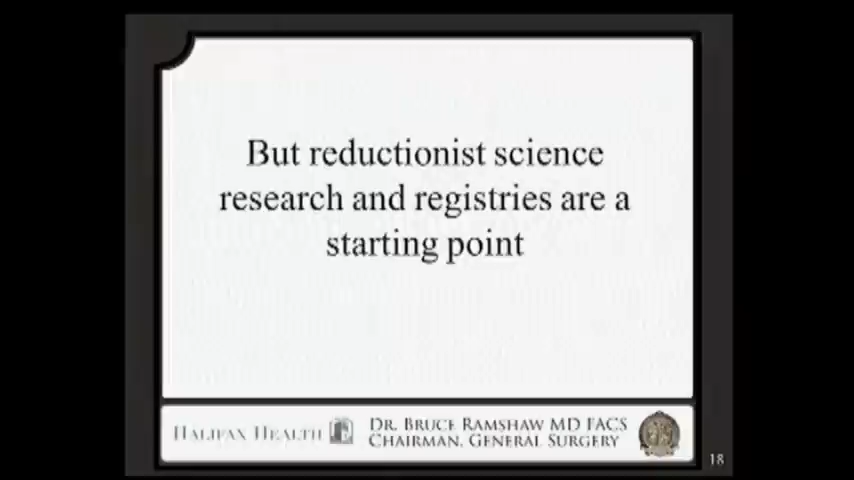 But reductionist science
research and registries are a
starting point
HALIFAX HEALTH
DR. BRUCE RAMSHAW MD FACS
CHAIRMAN, GENERAL SURGERY
18